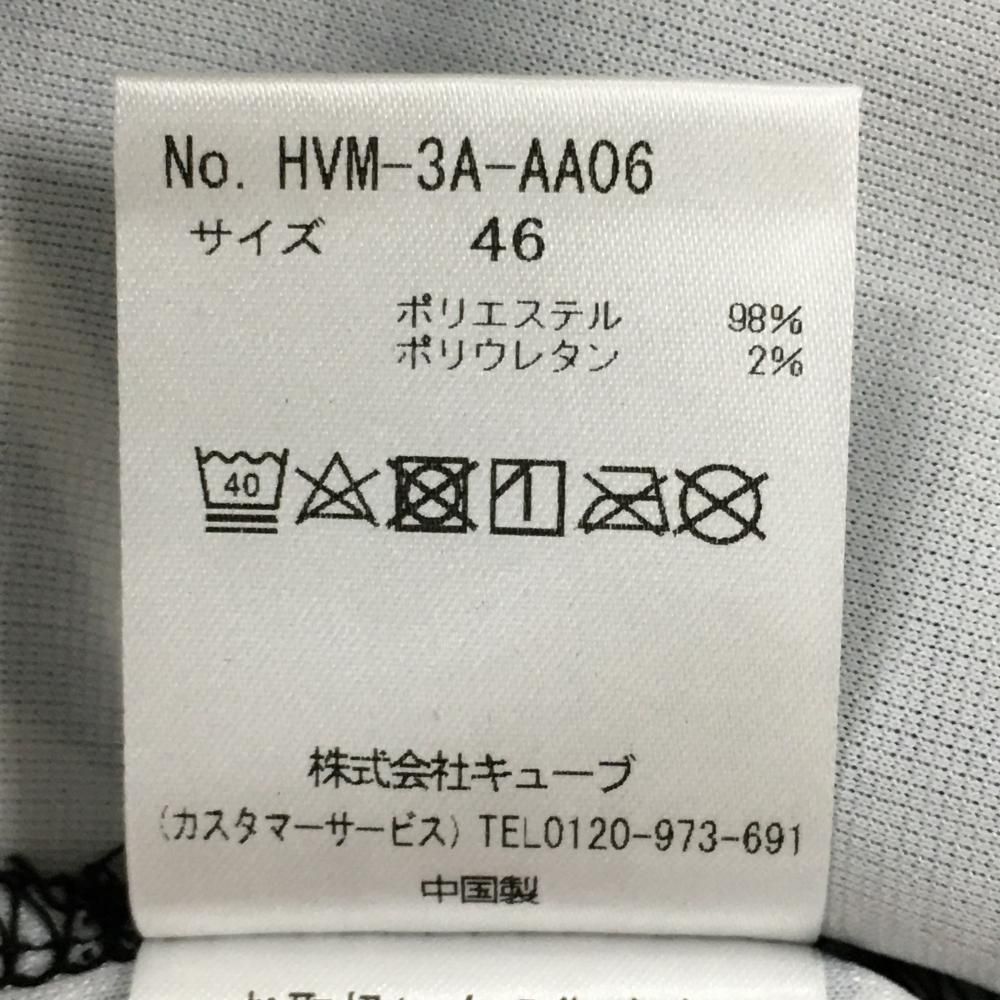 No. HVM-3A-AA06
サイズ 46
ポリエステル 98%
ポリウレタン 2%
40
株式会社キューブ
(カスタマーサービス) TEL0120-973-691
中国製